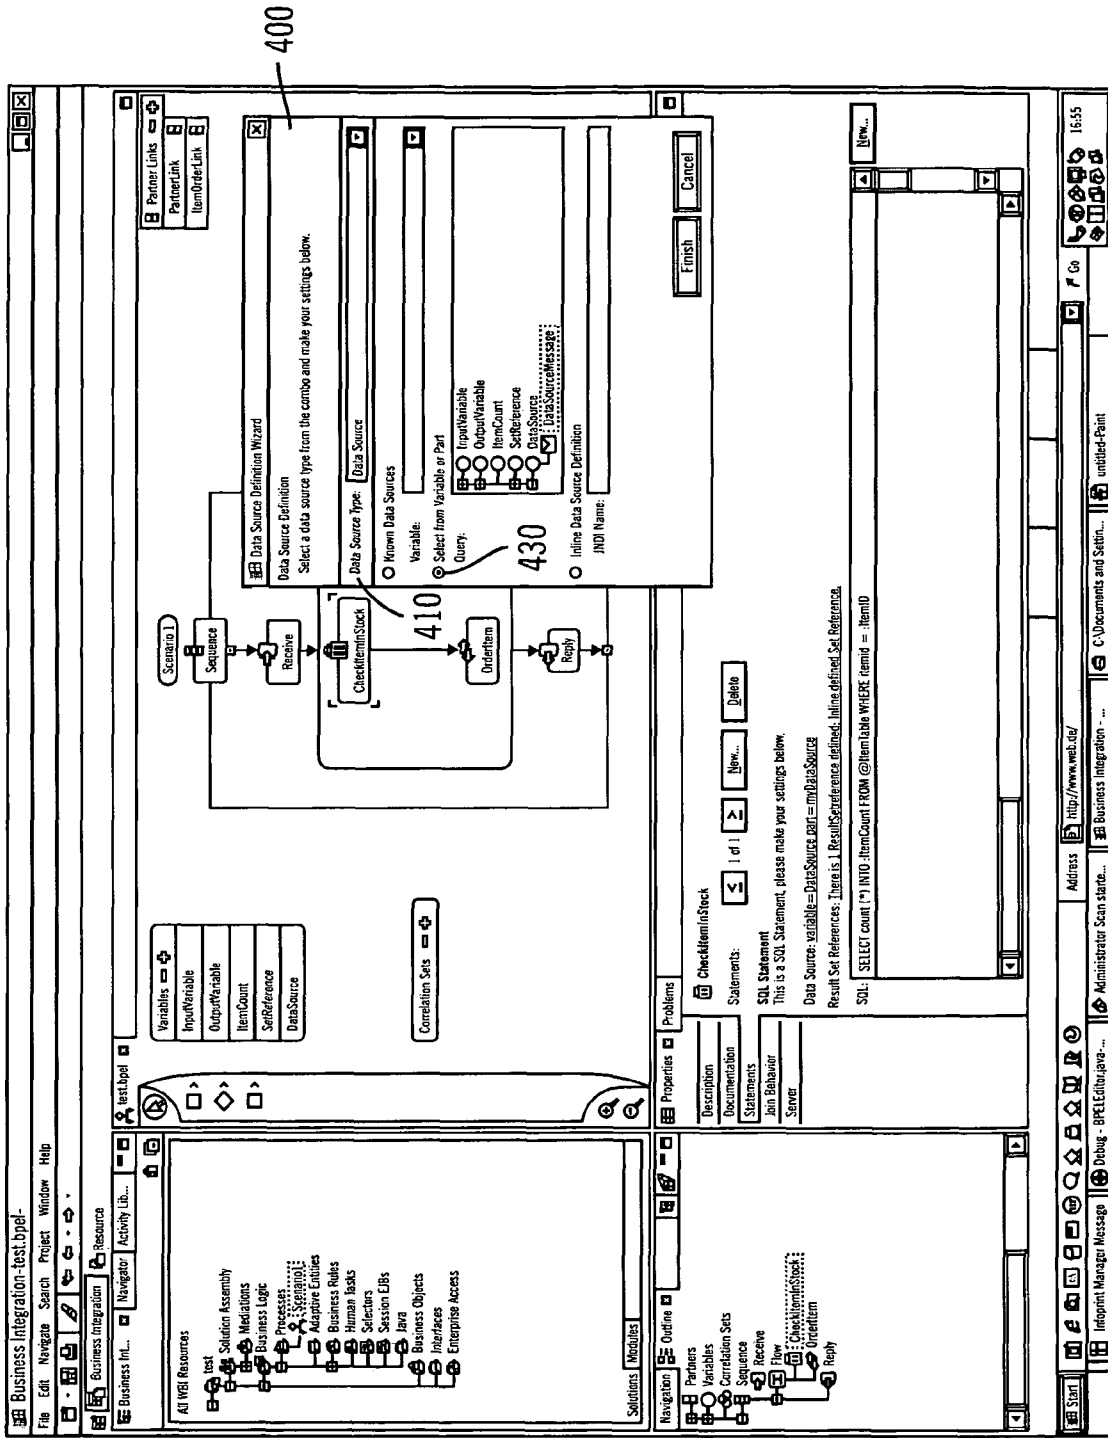 Business Integration-test.bpel-
File Edit Navigate Search Project Window Help
Business Integration Resource
Business Int... Navigator Activity Lib...
All WBI Resources
test
Solution Assembly
Mediations
Business Logic
Processes
Scenario1
Adaptive Entities
Business Rules
Human Tasks
Selectors
Session EJBs
Java
Business Objects
Interfaces
Enterprise Access
Solutions Modules
Navigation Outline
Partners
Variables
Correlation Sets
Sequence
Receive
Flow
CheckItemInStock
OrderItem
Reply
test.bpel
Variables
InputVariable
OutputVariable
ItemCount
SetReference
DataSource
Correlation Sets
Scenario 1
Sequence
Receive
CheckItemInStock
OrderItem
Reply
Partner Links
PartnerLink
ItemOrderLink
400
Data Source Definition Wizard
Data Source Definition
Select a data source type from the combo and make your settings below.
Data Source Type: Data Source
410
Known Data Sources
Variable:
Select from Variable or Part
Query:
430
InputVariable
OutputVariable
ItemCount
SetReference
DataSource
DataSourceMessage
Inline Data Source Definition
JNDI Name:
Finish Cancel
Properties Problems
Description
Documentation
Statements
Join Behavior
Server
CheckItemInStock
Statements: < 1 of 1 > New... Delete
SQL Statement
This is a SQL Statement, please make your settings below.
Data Source: variable=DataSource part=myDataSource
Result Set References: There is 1 ResultSetreference defined: Inline defined Set Reference.
SQL: SELECT count (*) INTO :ItemCount FROM @ItemTable WHERE itemid = :ItemID
New...
Start Address http://www.web.de/ Go 16:55
Infoprint Manager Message Debug - BPELEditor.java-... Administrator Scan starte... Business Integration - ... C:\Documents and Settin... untitled-Paint